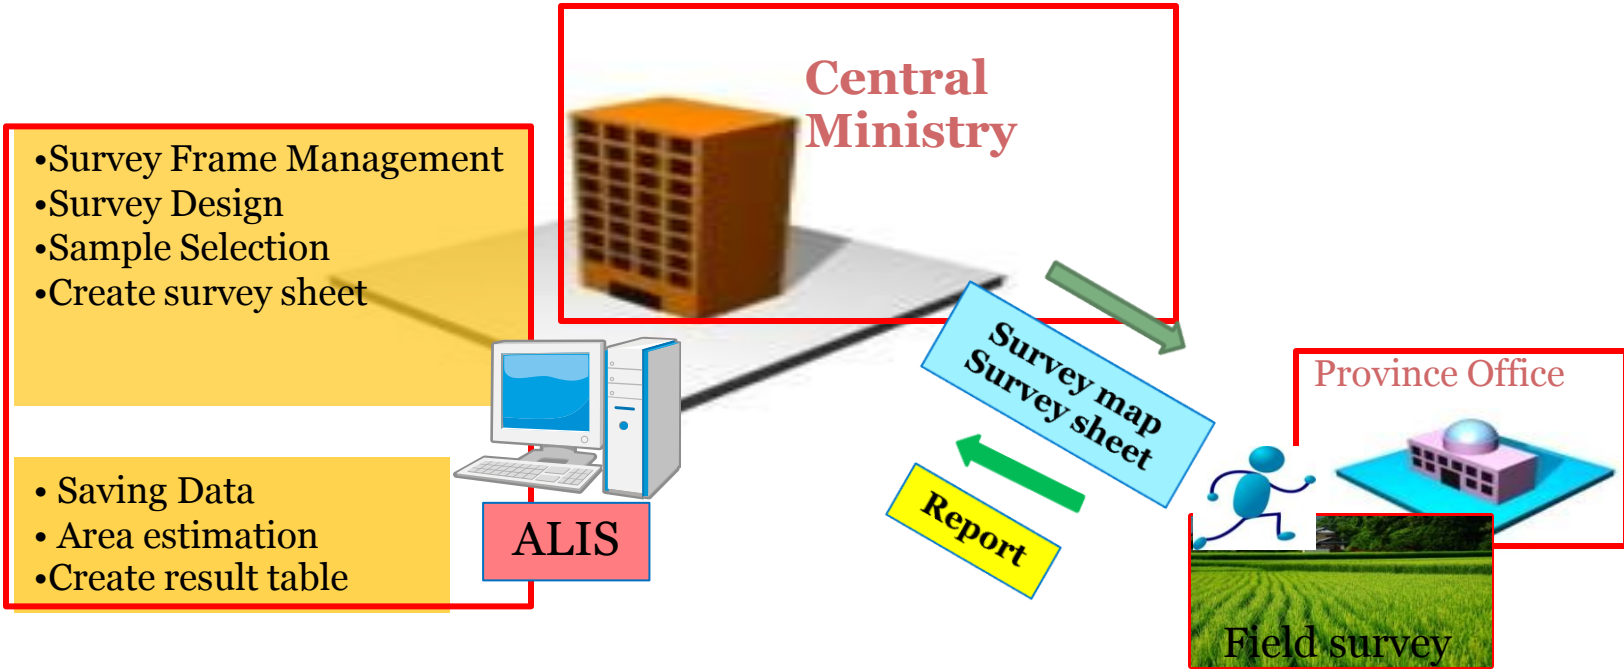 Central
Ministry
•Survey Frame Management
•Survey Design
•Sample Selection
•Create survey sheet
• Saving Data
• Area estimation
•Create result table
ALIS
Survey map
Survey sheet
Report
Province Office
Field survey